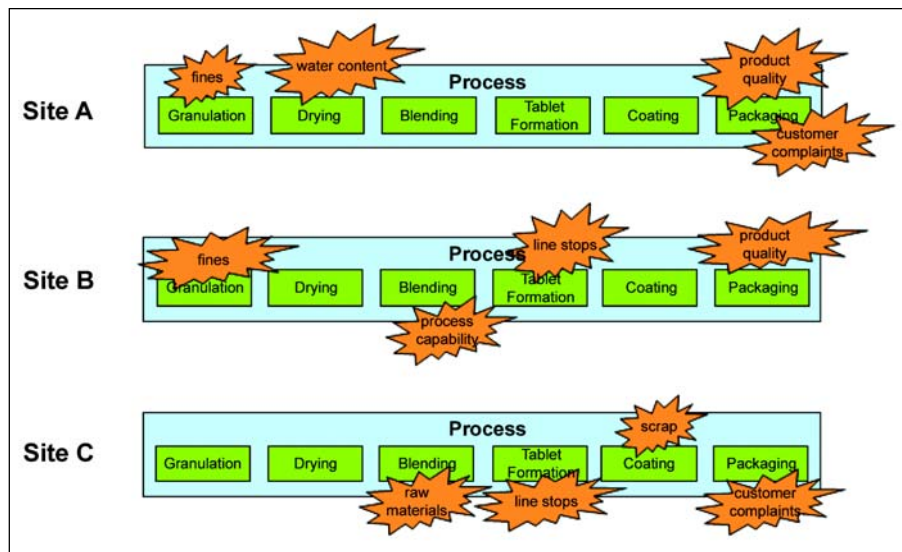 fines
water content
product
quality
Process
Site A
Granulation
Drying
Blending
Tablet
Formation
Coating
Packaging
customer
complaints
fines
line stops
product
quality
Process
Site B
Granulation
Drying
Blending
Tablet
Formation
Coating
Packaging
process
capability
scrap
Process
Site C
Granulation
Drying
Blending
Tablet
Formation
Coating
Packaging
raw
materials
line stops
customer
complaints